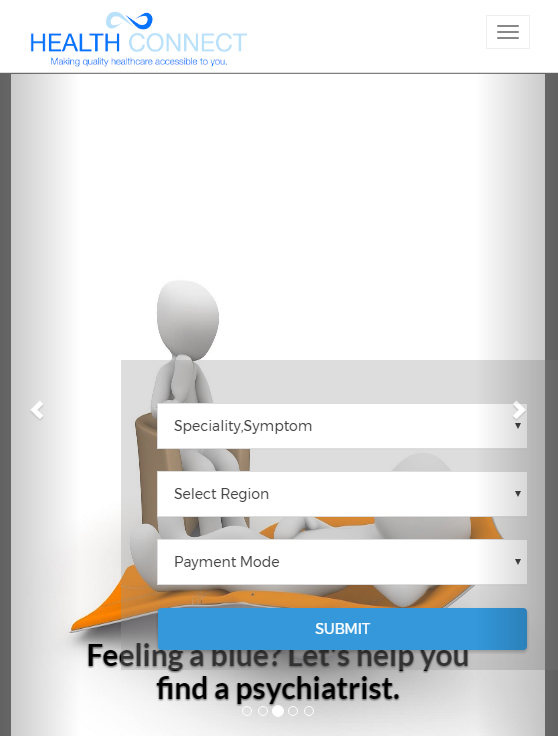 HEALTH CONNECT
Making quality healthcare accessible to you.
Speciality,Symptom
Select Region
Payment Mode
SUBMIT
Feeling a blue? Let's help you
find a psychiatrist.